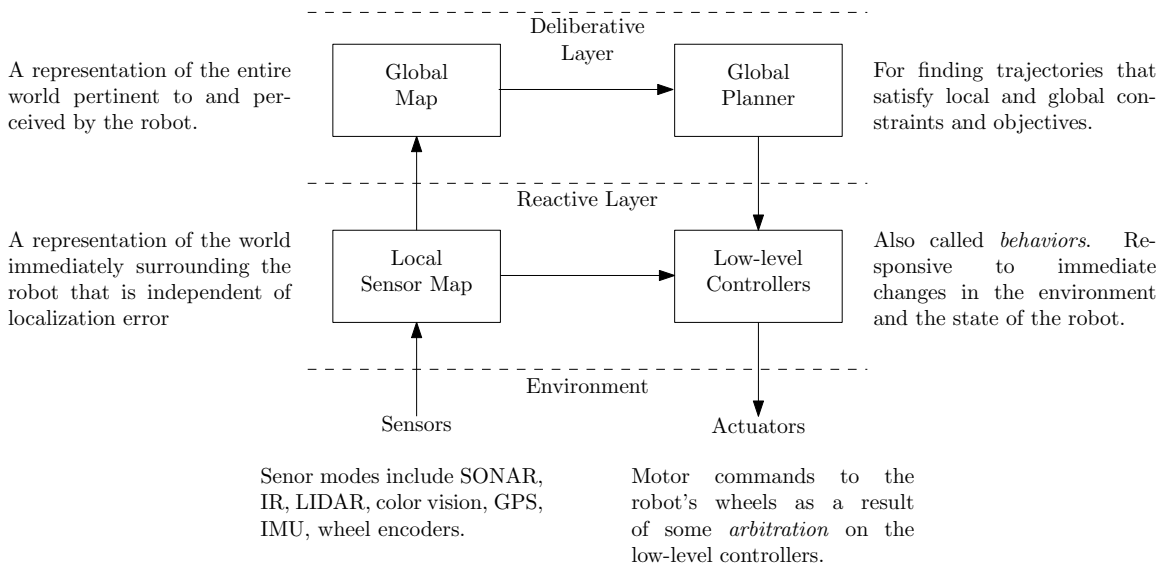 Deliberative
Layer
A representation of the entire
world pertinent to and per-
ceived by the robot.
Global
Map
Global
Planner
For finding trajectories that
satisfy local and global con-
straints and objectives.
Reactive Layer
A representation of the world
immediately surrounding the
robot that is independent of
localization error
Local
Sensor Map
Low-level
Controllers
Also called behaviors. Re-
sponsive to immediate
changes in the environment
and the state of the robot.
Environment
Sensors
Actuators
Senor modes include SONAR,
IR, LIDAR, color vision, GPS,
IMU, wheel encoders.
Motor commands to the
robot's wheels as a result
of some arbitration on the
low-level controllers.